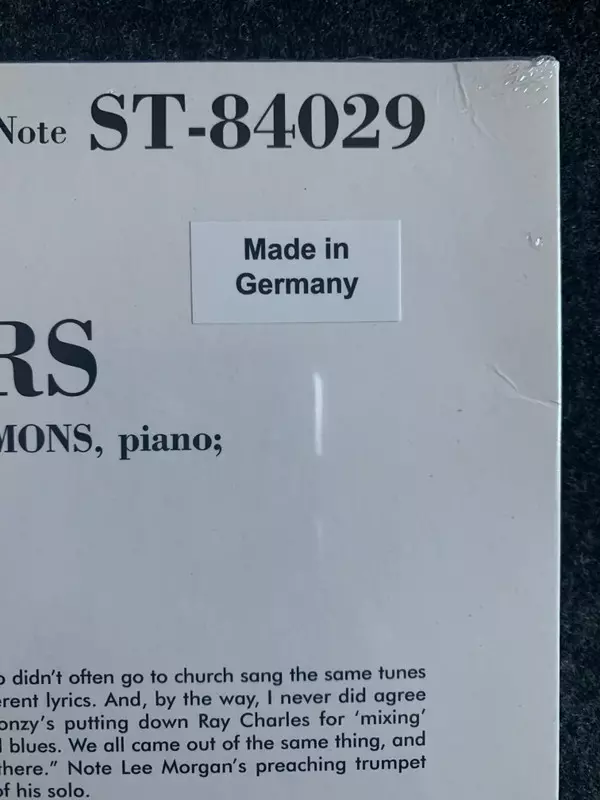 Note ST-84029
Made in
Germany
RS
MONS, piano;
o didn't often go to church sang the same tunes
erent lyrics. And, by the way, I never did agree
onzy's putting down Ray Charles for 'mixing'
l blues. We all came out of the same thing, and
there." Note Lee Morgan's preaching trumpet
of his solo.